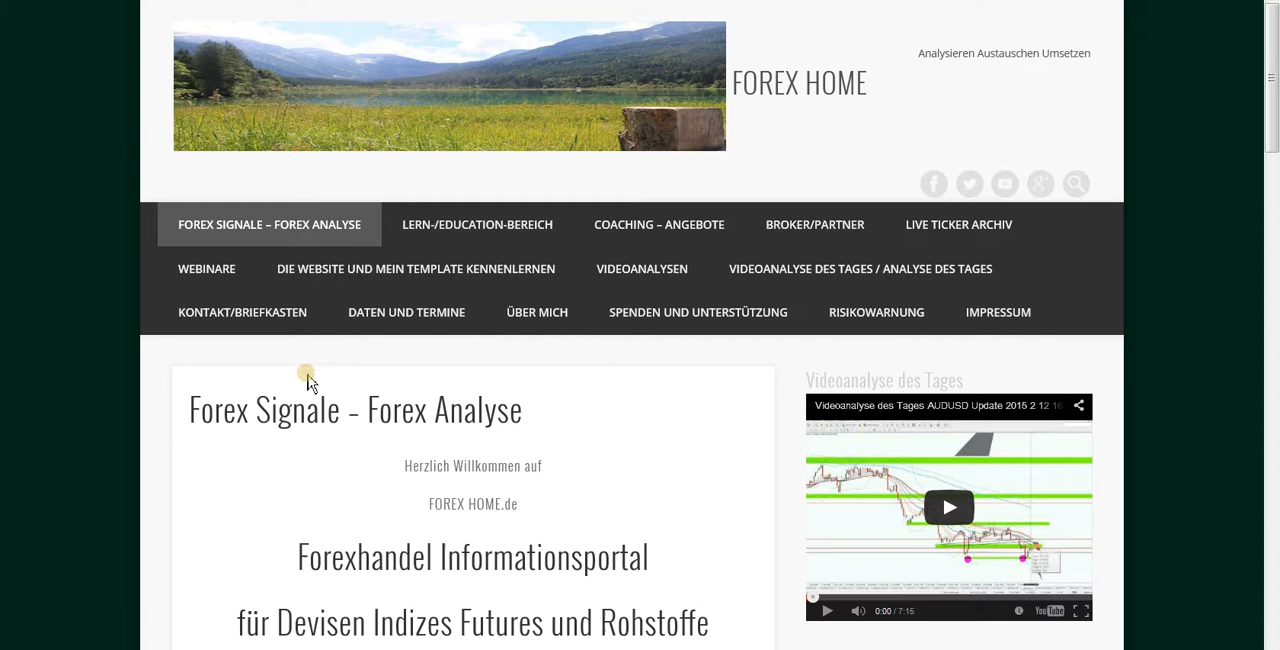 Analysieren Austauschen Umsetzen
FOREX HOME
FOREX SIGNALE – FOREX ANALYSE
LERN-/EDUCATION-BEREICH
COACHING – ANGEBOTE
BROKER/PARTNER
LIVE TICKER ARCHIV
WEBINARE
DIE WEBSITE UND MEIN TEMPLATE KENNENLERNEN
VIDEOANALYSEN
VIDEOANALYSE DES TAGES / ANALYSE DES TAGES
KONTAKT/BRIEFKASTEN
DATEN UND TERMINE
ÜBER MICH
SPENDEN UND UNTERSTÜTZUNG
RISIKOWARNUNG
IMPRESSUM
Forex Signale – Forex Analyse
Herzlich Willkommen auf
FOREX HOME.de
Forexhandel Informationsportal
für Devisen Indizes Futures und Rohstoffe
Videoanalyse des Tages
Videoanalyse des Tages AUDUSD Update 2015 2 12 16
0:00 / 7:15
YouTube